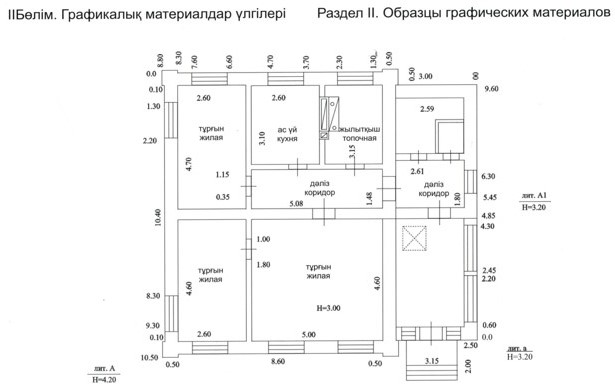 ІІБөлім. Графикалық материалдар үлгілері Раздел II. Образцы графических материалов
8.80 8.30 7.60 6.60 4.70 3.70 2.30 1.30 0.50
0.50 3.00 00
0.0 9.60
0.10
1.30 2.60 2.60 2.59
тұрғын
жилая
ас үй
кухня
жылытқыш
топочная
2.20 3.10 3.15
4.70 2.61
1.15 дәліз
коридор
дәліз
коридор
6.30
0.35 5.08 1.48 1.80 5.45
лит. А1
Н=3.20
4.85
10.40 4.30
1.00
1.80
тұрғын
жилая
тұрғын
жилая
2.45
2.20
4.60 4.60
8.30 Н=3.00
9.30 0.60
0.10 2.60 5.00 0.0
10.50 0.50 8.60 0.50 3.15 2.50
2.00
лит. а
Н=3.20
лит. А
Н=4.20